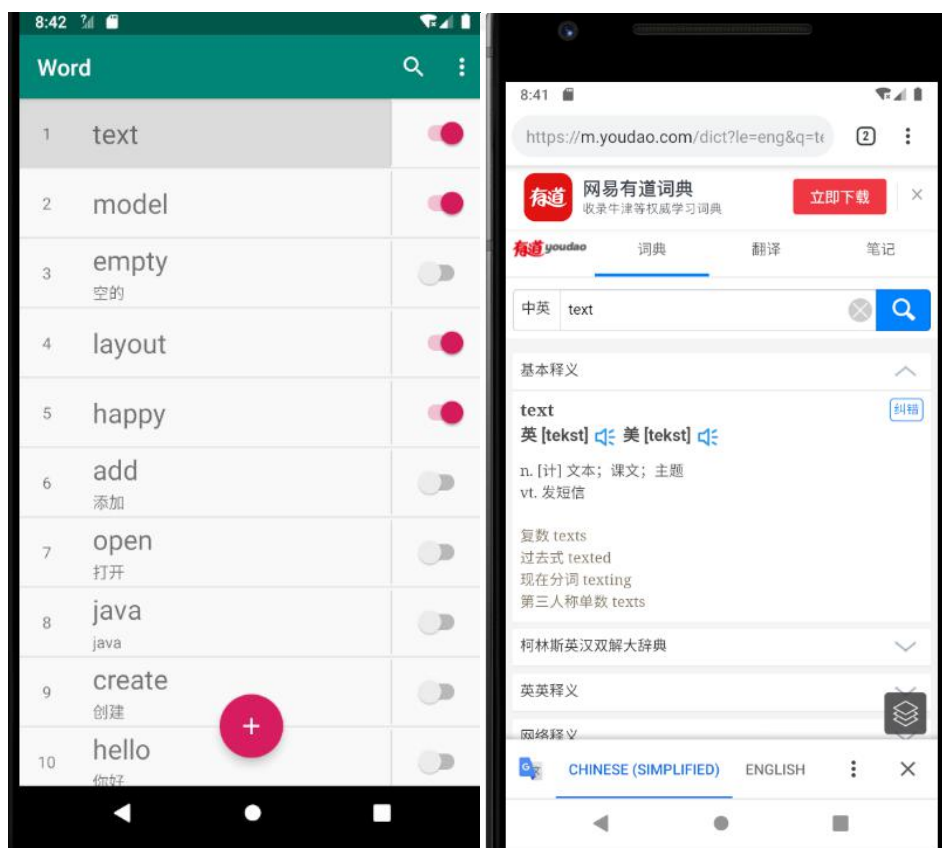 8:42
Word
1 text
2 model
3 empty
空的
4 layout
5 happy
6 add
添加
7 open
打开
8 java
java
9 create
创建
+
10 hello
你好
8:41
https://m.youdao.com/dict?le=eng&q=te
2
有道
网易有道词典
收录牛津等权威学习词典
立即下载
有道 youdao 词典 翻译 笔记
中英 text
基本释义
text
纠错
英 [tekst] 美 [tekst]
n. [计] 文本；课文；主题
vt. 发短信
复数 texts
过去式 texted
现在分词 texting
第三人称单数 texts
柯林斯英汉双解大辞典
英英释义
网络释义
G CHINESE (SIMPLIFIED) ENGLISH